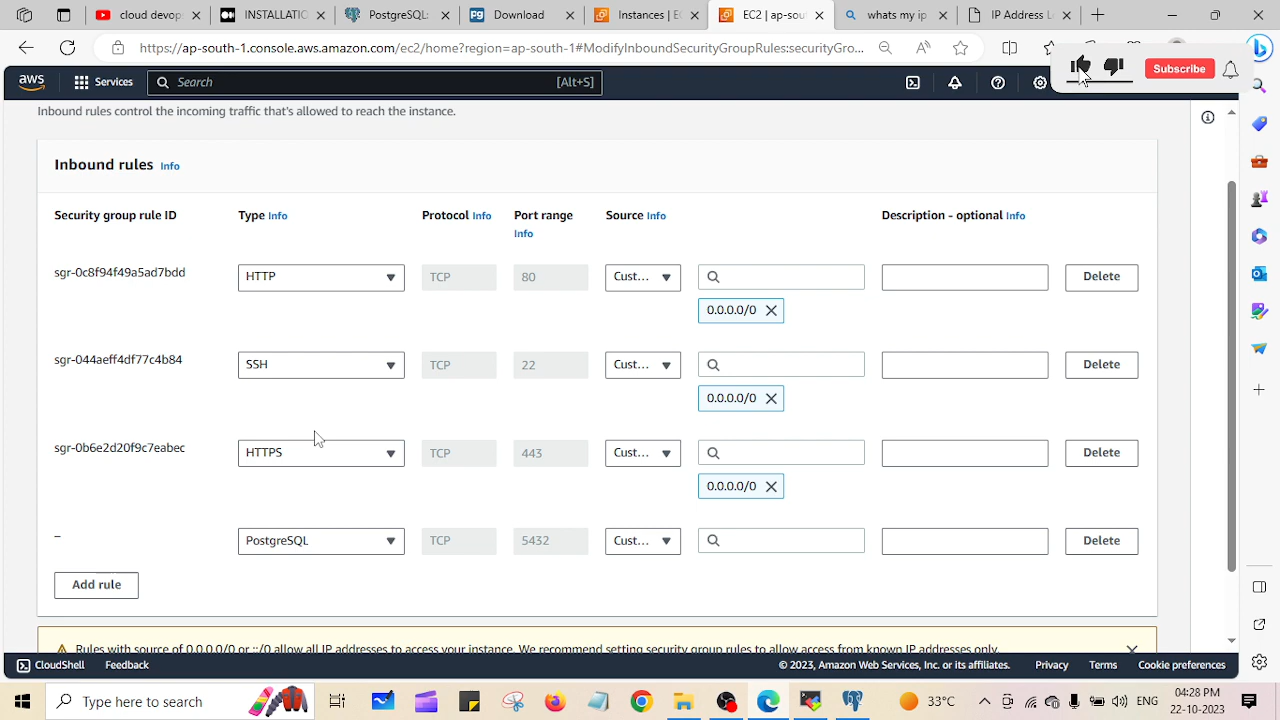 cloud devop
INSTALLATIO
PostgreSQL:
Download
Instances | EC
EC2 | ap-sou
whats my ip
IP Address Lo
https://ap-south-1.console.aws.amazon.com/ec2/home?region=ap-south-1#ModifyInboundSecurityGroupRules:securityGro...
Subscribe
aws Services Search [Alt+S]
Inbound rules control the incoming traffic that's allowed to reach the instance.
Inbound rules Info
Security group rule ID Type Info Protocol Info Port range Info Source Info Description - optional Info
sgr-0c8f94f49a5ad7bdd HTTP TCP 80 Cust... Delete
0.0.0.0/0
sgr-044aeff4df77c4b84 SSH TCP 22 Cust... Delete
0.0.0.0/0
sgr-0b6e2d20f9c7eabec HTTPS TCP 443 Cust... Delete
0.0.0.0/0
– PostgreSQL TCP 5432 Cust... Delete
Add rule
Rules with source of 0.0.0.0/0 or ::/0 allow all IP addresses to access your instance. We recommend setting security group rules to allow access from known IP addresses only.
CloudShell Feedback © 2023, Amazon Web Services, Inc. or its affiliates. Privacy Terms Cookie preferences
Type here to search 33°C ENG 04:28 PM
22-10-2023